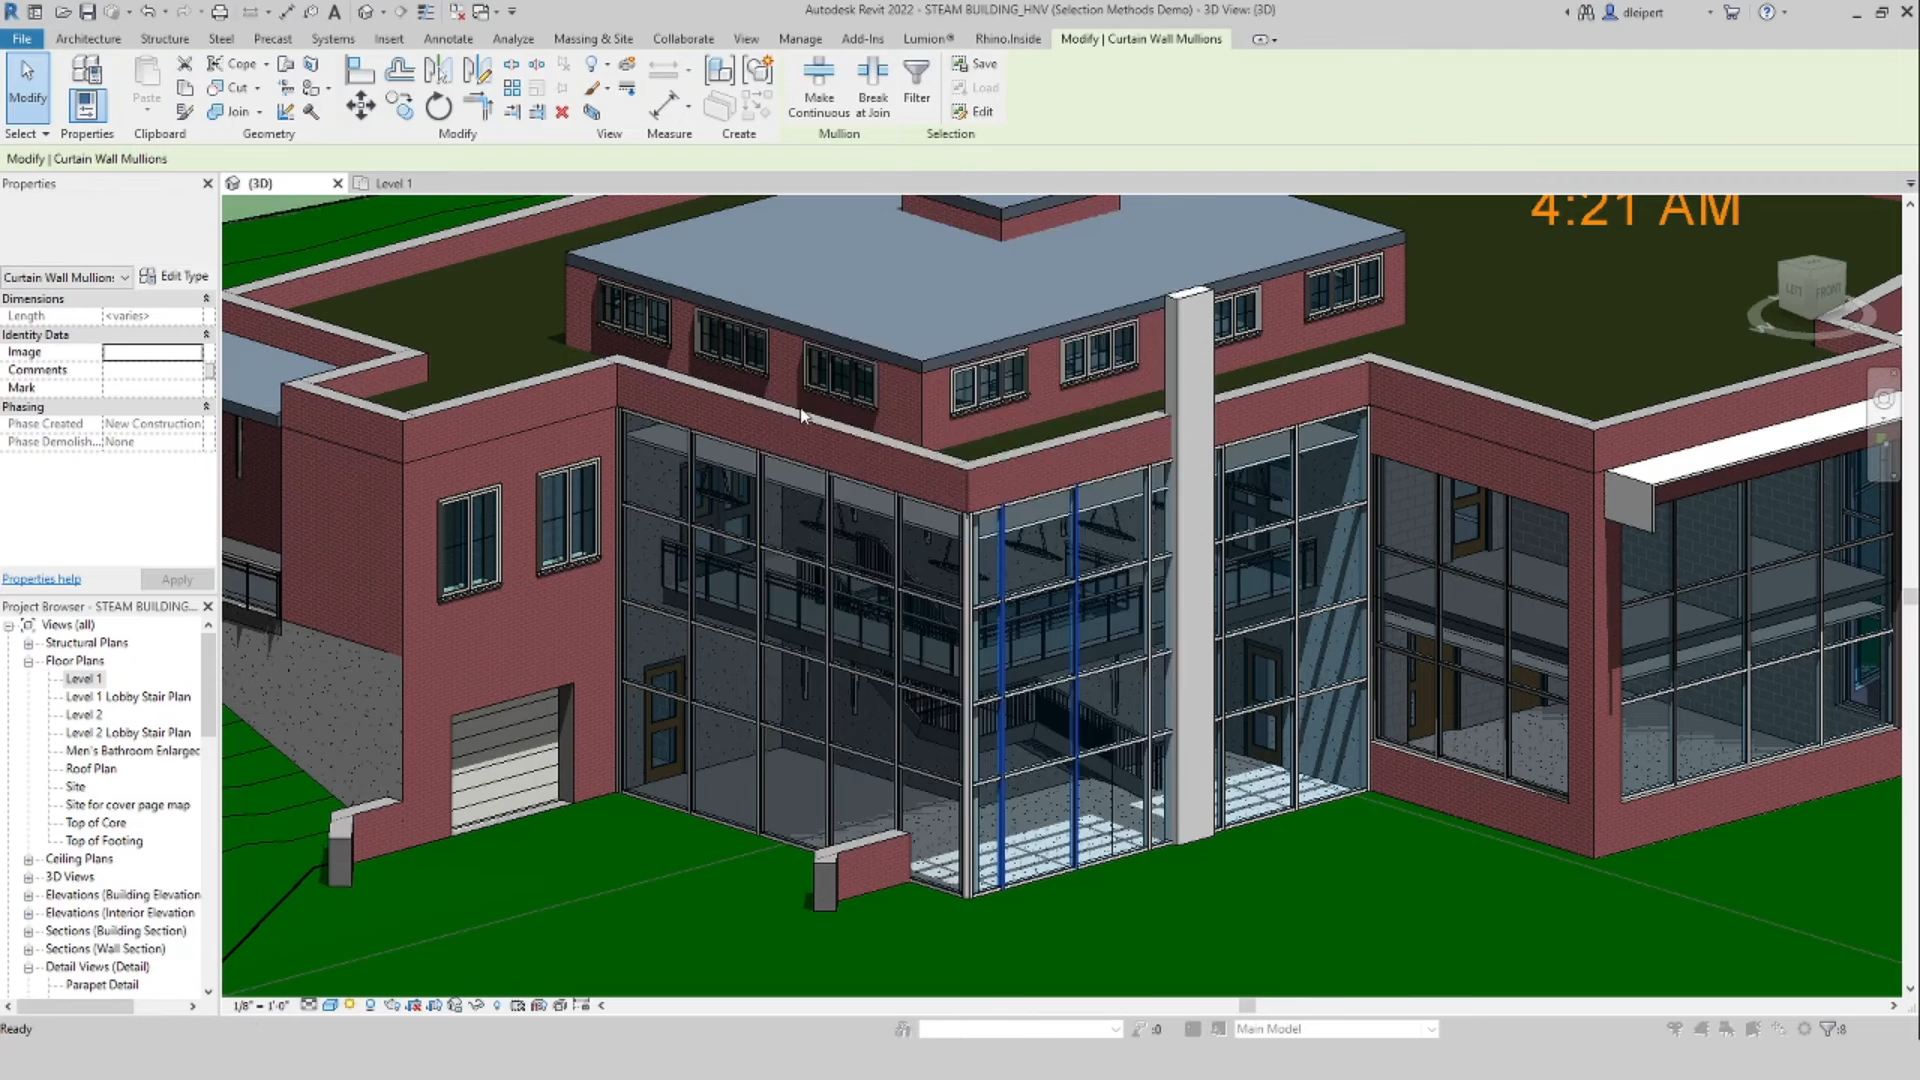 Autodesk Revit 2022 - STEAM BUILDING_HNV (Selection Methods Demo) - 3D View: {3D}
dleipert
File
Architecture
Structure
Steel
Precast
Systems
Insert
Annotate
Analyze
Massing & Site
Collaborate
View
Manage
Add-Ins
Lumion®
Rhino.Inside
Modify | Curtain Wall Mullions
Modify
Paste
Cope
Cut
Join
Make Continuous
Break at Join
Filter
Save
Load
Edit
Select
Properties
Clipboard
Geometry
Modify
View
Measure
Create
Mullion
Selection
Modify | Curtain Wall Mullions
Properties
{3D}
Level 1
Curtain Wall Mullion:
Edit Type
Dimensions
Length
<varies>
Identity Data
Image
Comments
Mark
Phasing
Phase Created
New Construction
Phase Demolish...
None
Properties help
Apply
Project Browser - STEAM BUILDING...
Views (all)
Structural Plans
Floor Plans
Level 1
Level 1 Lobby Stair Plan
Level 2
Level 2 Lobby Stair Plan
Men's Bathroom Enlarged
Roof Plan
Site
Site for cover page map
Top of Core
Top of Footing
Ceiling Plans
3D Views
Elevations (Building Elevation
Elevations (Interior Elevation
Sections (Building Section)
Sections (Wall Section)
Detail Views (Detail)
Parapet Detail
4:21 AM
LEFT
FRONT
1/8" = 1'-0"
Ready
:0
Main Model
:8